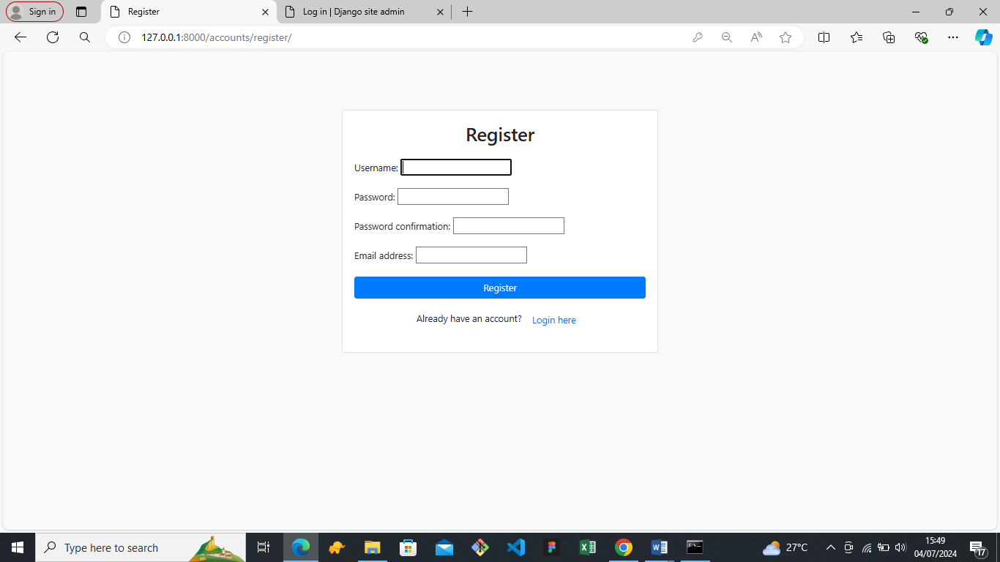 Sign in
Register
Log in | Django site admin
127.0.0.1:8000/accounts/register/
Register
Username:
Password:
Password confirmation:
Email address:
Register
Already have an account? Login here
Type here to search
27°C
15:49
04/07/2024
17